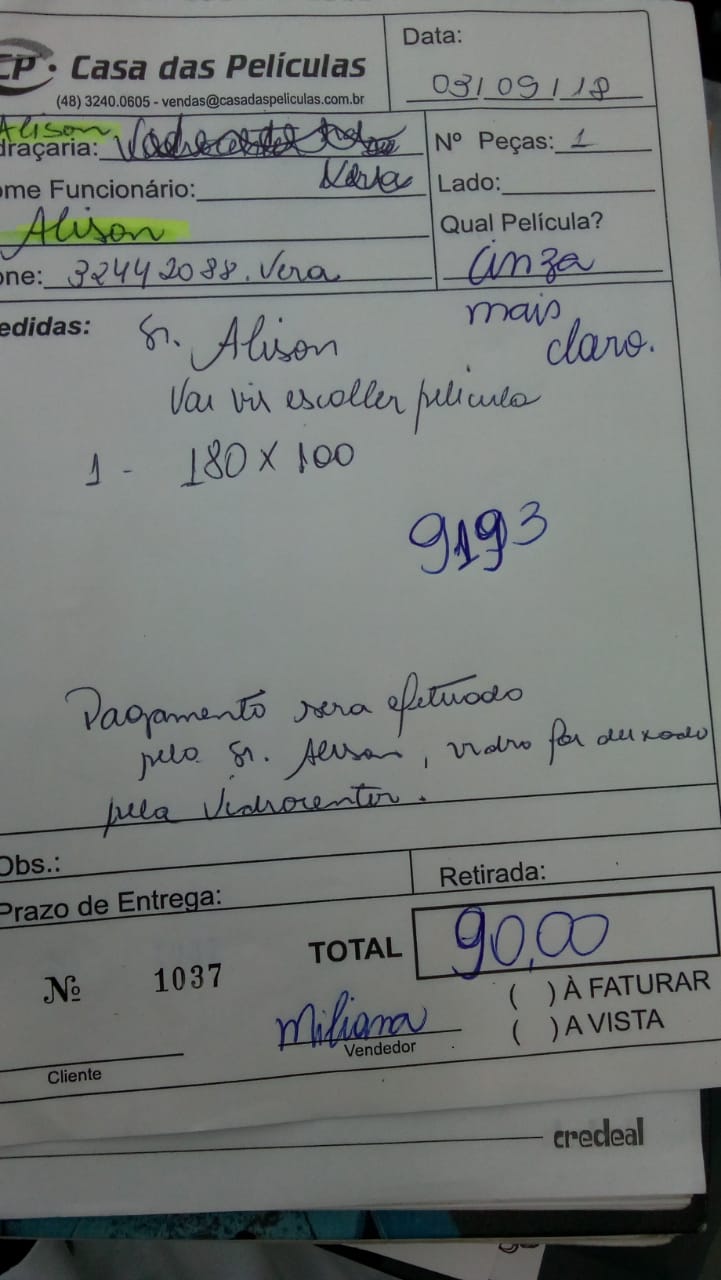 CP. Casa das Películas
(48) 3240.0605 - vendas@casadaspeliculas.com.br
Data:
03/09/18
Alison
draçaria:
Nº Peças: 1
ome Funcionário:
Lado:
Alison
Qual Película?
one: 32442088. Vera
Cinza
mais
claro.
edidas:
Sr. Alison
Vai vir escolher pelicula
1 - 180 x 100
9193
Pagamento sera efetuado
pelo Sr. Alison, vidro foi deixado
pela Vidrocenter.
Obs.:
Prazo de Entrega:
Retirada:
TOTAL 90,00
Nº 1037
( ) À FATURAR
( ) A VISTA
Miliana
Vendedor
Cliente
credeal